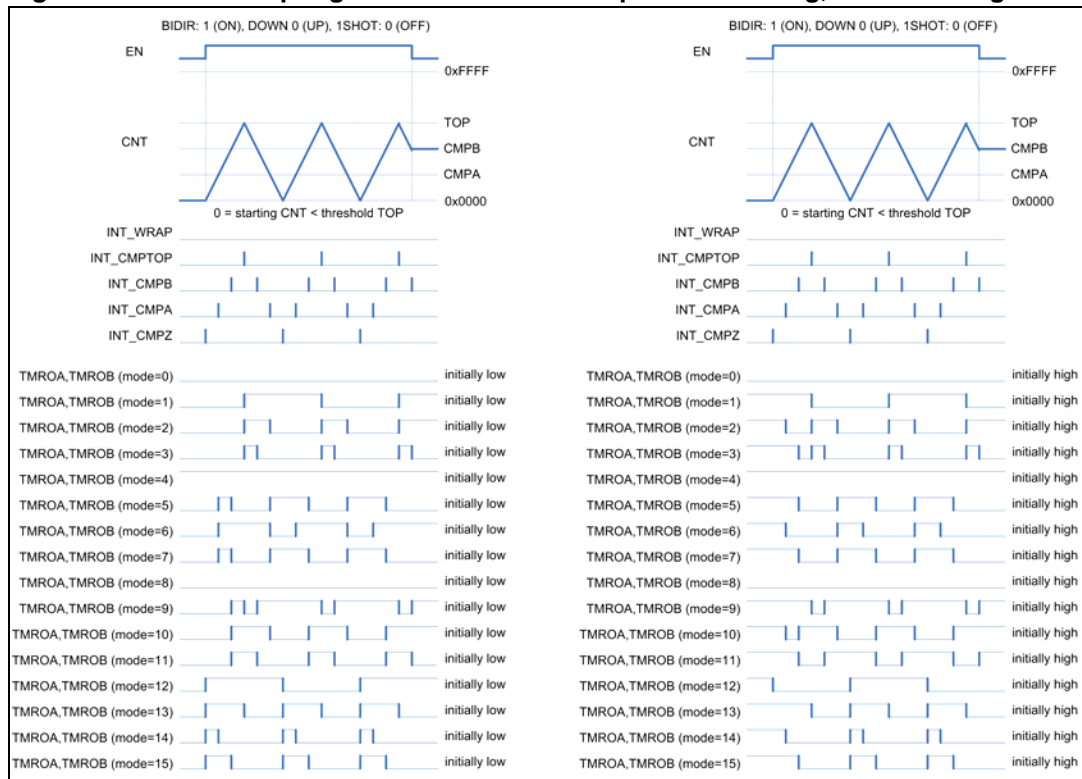 BIDIR: 1 (ON), DOWN 0 (UP), 1SHOT: 0 (OFF)
EN
0xFFFF
TOP
CNT
CMPB
CMPA
0x0000
0 = starting CNT < threshold TOP
INT_WRAP
INT_CMPTOP
INT_CMPB
INT_CMPA
INT_CMPZ
TMROA,TMROB (mode=0) initially low
TMROA,TMROB (mode=1) initially low
TMROA,TMROB (mode=2) initially low
TMROA,TMROB (mode=3) initially low
TMROA,TMROB (mode=4) initially low
TMROA,TMROB (mode=5) initially low
TMROA,TMROB (mode=6) initially low
TMROA,TMROB (mode=7) initially low
TMROA,TMROB (mode=8) initially low
TMROA,TMROB (mode=9) initially low
TMROA,TMROB (mode=10) initially low
TMROA,TMROB (mode=11) initially low
TMROA,TMROB (mode=12) initially low
TMROA,TMROB (mode=13) initially low
TMROA,TMROB (mode=14) initially low
TMROA,TMROB (mode=15) initially low
BIDIR: 1 (ON), DOWN 0 (UP), 1SHOT: 0 (OFF)
EN
0xFFFF
TOP
CNT
CMPB
CMPA
0x0000
0 = starting CNT < threshold TOP
INT_WRAP
INT_CMPTOP
INT_CMPB
INT_CMPA
INT_CMPZ
TMROA,TMROB (mode=0) initially high
TMROA,TMROB (mode=1) initially high
TMROA,TMROB (mode=2) initially high
TMROA,TMROB (mode=3) initially high
TMROA,TMROB (mode=4) initially high
TMROA,TMROB (mode=5) initially high
TMROA,TMROB (mode=6) initially high
TMROA,TMROB (mode=7) initially high
TMROA,TMROB (mode=8) initially high
TMROA,TMROB (mode=9) initially high
TMROA,TMROB (mode=10) initially high
TMROA,TMROB (mode=11) initially high
TMROA,TMROB (mode=12) initially high
TMROA,TMROB (mode=13) initially high
TMROA,TMROB (mode=14) initially high
TMROA,TMROB (mode=15) initially high